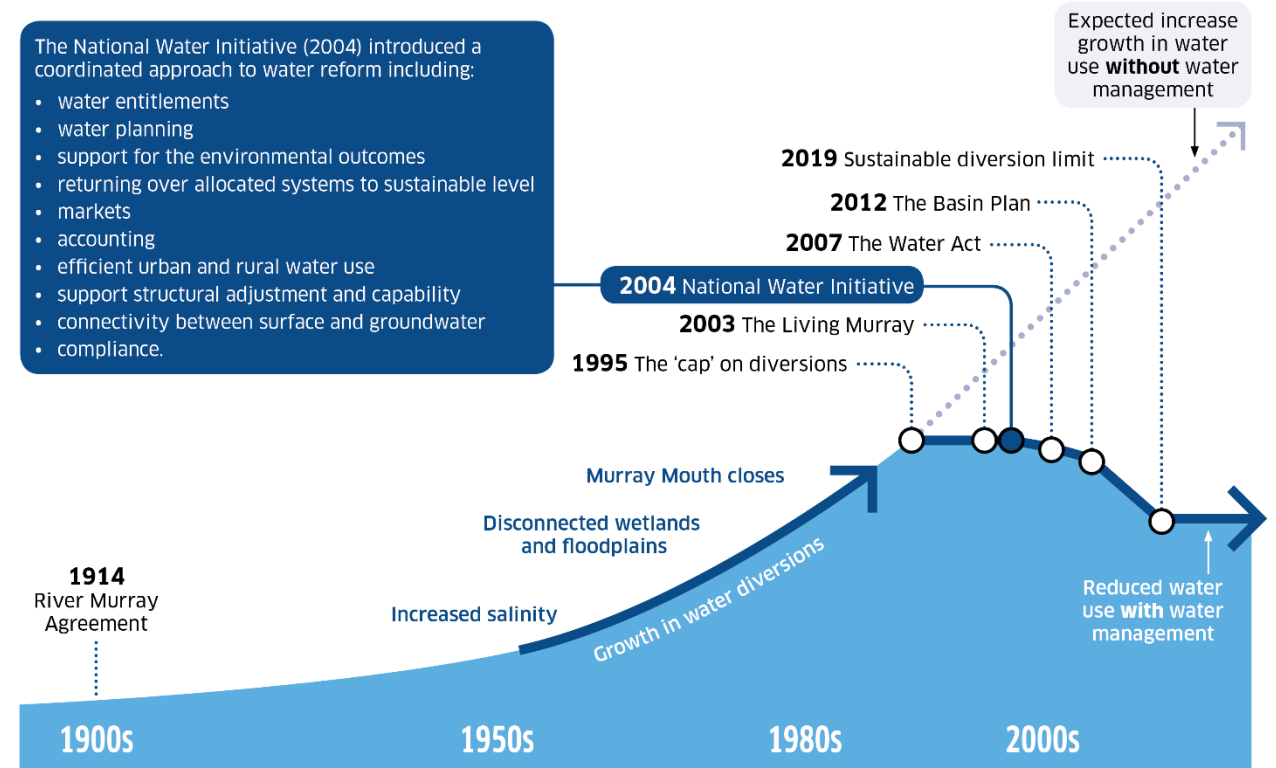 The National Water Initiative (2004) introduced a
coordinated approach to water reform including:
• water entitlements
• water planning
• support for the environmental outcomes
• returning over allocated systems to sustainable level
• markets
• accounting
• efficient urban and rural water use
• support structural adjustment and capability
• connectivity between surface and groundwater
• compliance.
Expected increase
growth in water
use without water
management
2019 Sustainable diversion limit
2012 The Basin Plan
2007 The Water Act
2004 National Water Initiative
2003 The Living Murray
1995 The ‘cap’ on diversions
Murray Mouth closes
Disconnected wetlands
and floodplains
Increased salinity
Growth in water diversions
1914
River Murray
Agreement
Reduced water
use with water
management
1900s
1950s
1980s
2000s